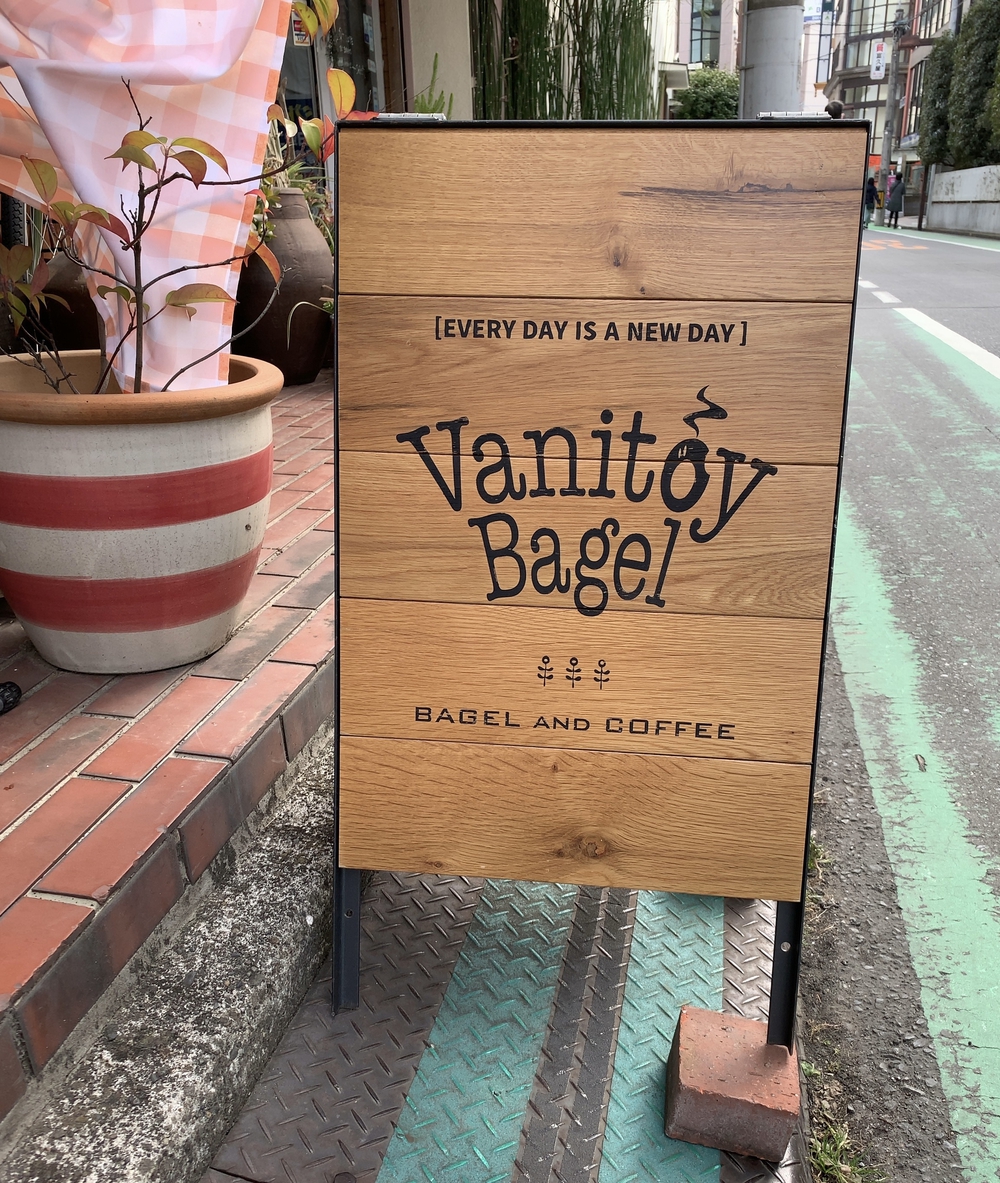 [EVERY DAY IS A NEW DAY]
Vanitoy
Bagel
BAGEL AND COFFEE